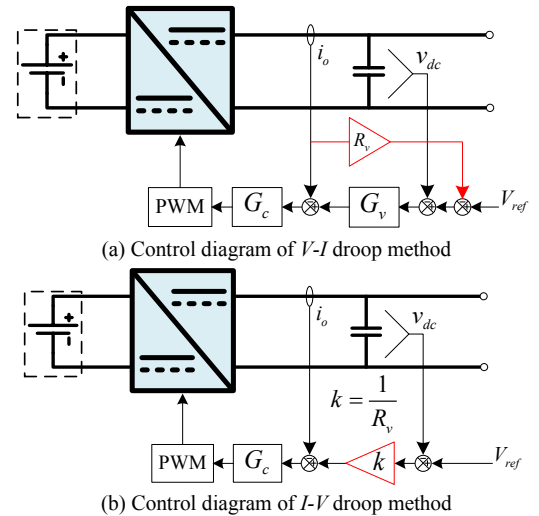 +
-
i_o
v_dc
R_v
PWM
G_c
G_v
V_ref
(a) Control diagram of V-I droop method
+
-
i_o
v_dc
k = 1/R_v
PWM
G_c
k
V_ref
(b) Control diagram of I-V droop method